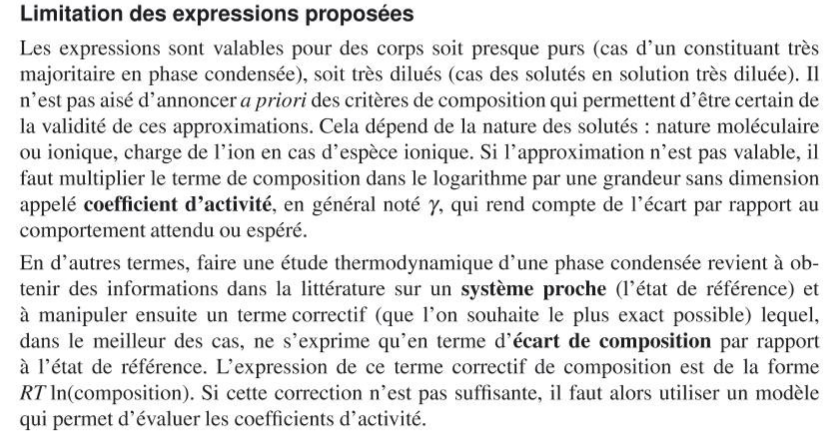 Limitation des expressions proposées
Les expressions sont valables pour des corps soit presque purs (cas d'un constituant très
majoritaire en phase condensée), soit très dilués (cas des solutés en solution très diluée). Il
n'est pas aisé d'annoncer a priori des critères de composition qui permettent d'être certain de
la validité de ces approximations. Cela dépend de la nature des solutés : nature moléculaire
ou ionique, charge de l'ion en cas d'espèce ionique. Si l'approximation n'est pas valable, il
faut multiplier le terme de composition dans le logarithme par une grandeur sans dimension
appelé coefficient d'activité, en général noté γ, qui rend compte de l'écart par rapport au
comportement attendu ou espéré.
En d'autres termes, faire une étude thermodynamique d'une phase condensée revient à ob-
tenir des informations dans la littérature sur un système proche (l'état de référence) et
à manipuler ensuite un terme correctif (que l'on souhaite le plus exact possible) lequel,
dans le meilleur des cas, ne s'exprime qu'en terme d'écart de composition par rapport
à l'état de référence. L'expression de ce terme correctif de composition est de la forme
RT ln(composition). Si cette correction n'est pas suffisante, il faut alors utiliser un modèle
qui permet d'évaluer les coefficients d'activité.